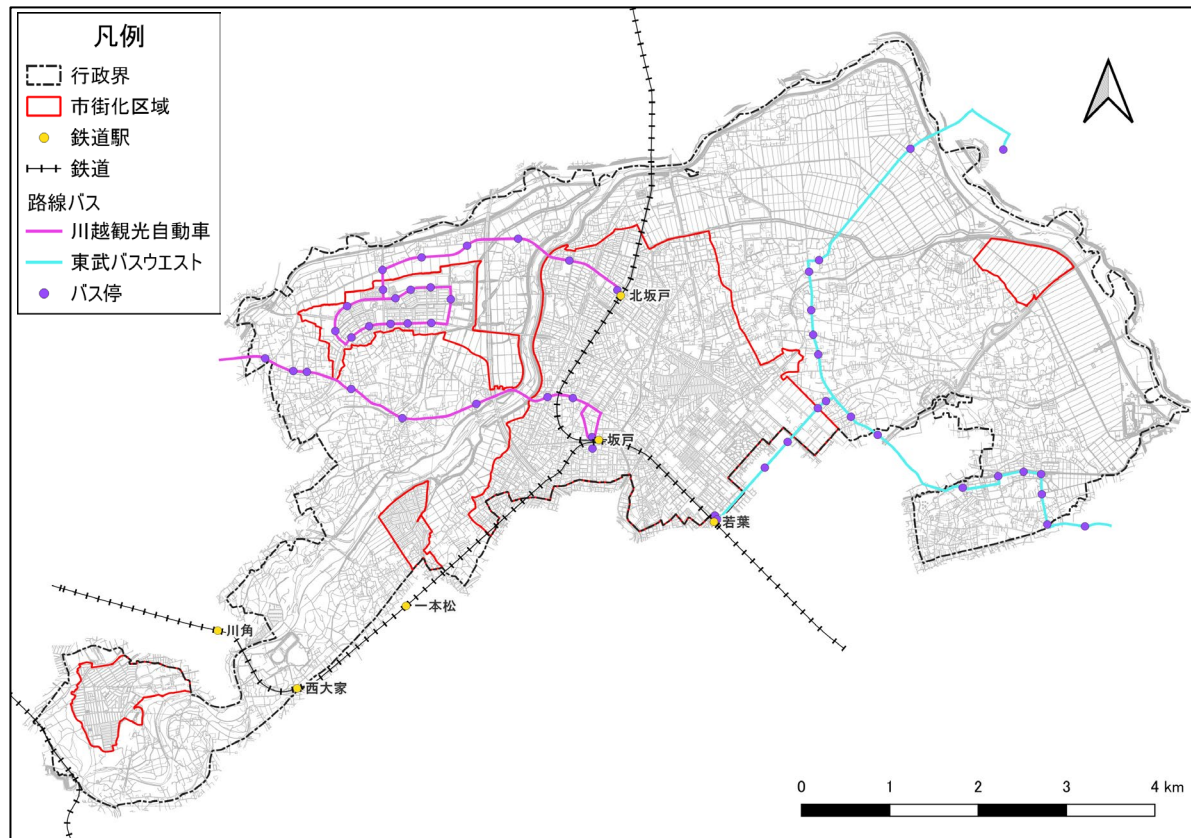 凡例
行政界
市街化区域
鉄道駅
鉄道
路線バス
川越観光自動車
東武バスウエスト
バス停
北坂戸
坂戸
若葉
一本松
川角
西大家
0 1 2 3 4 km